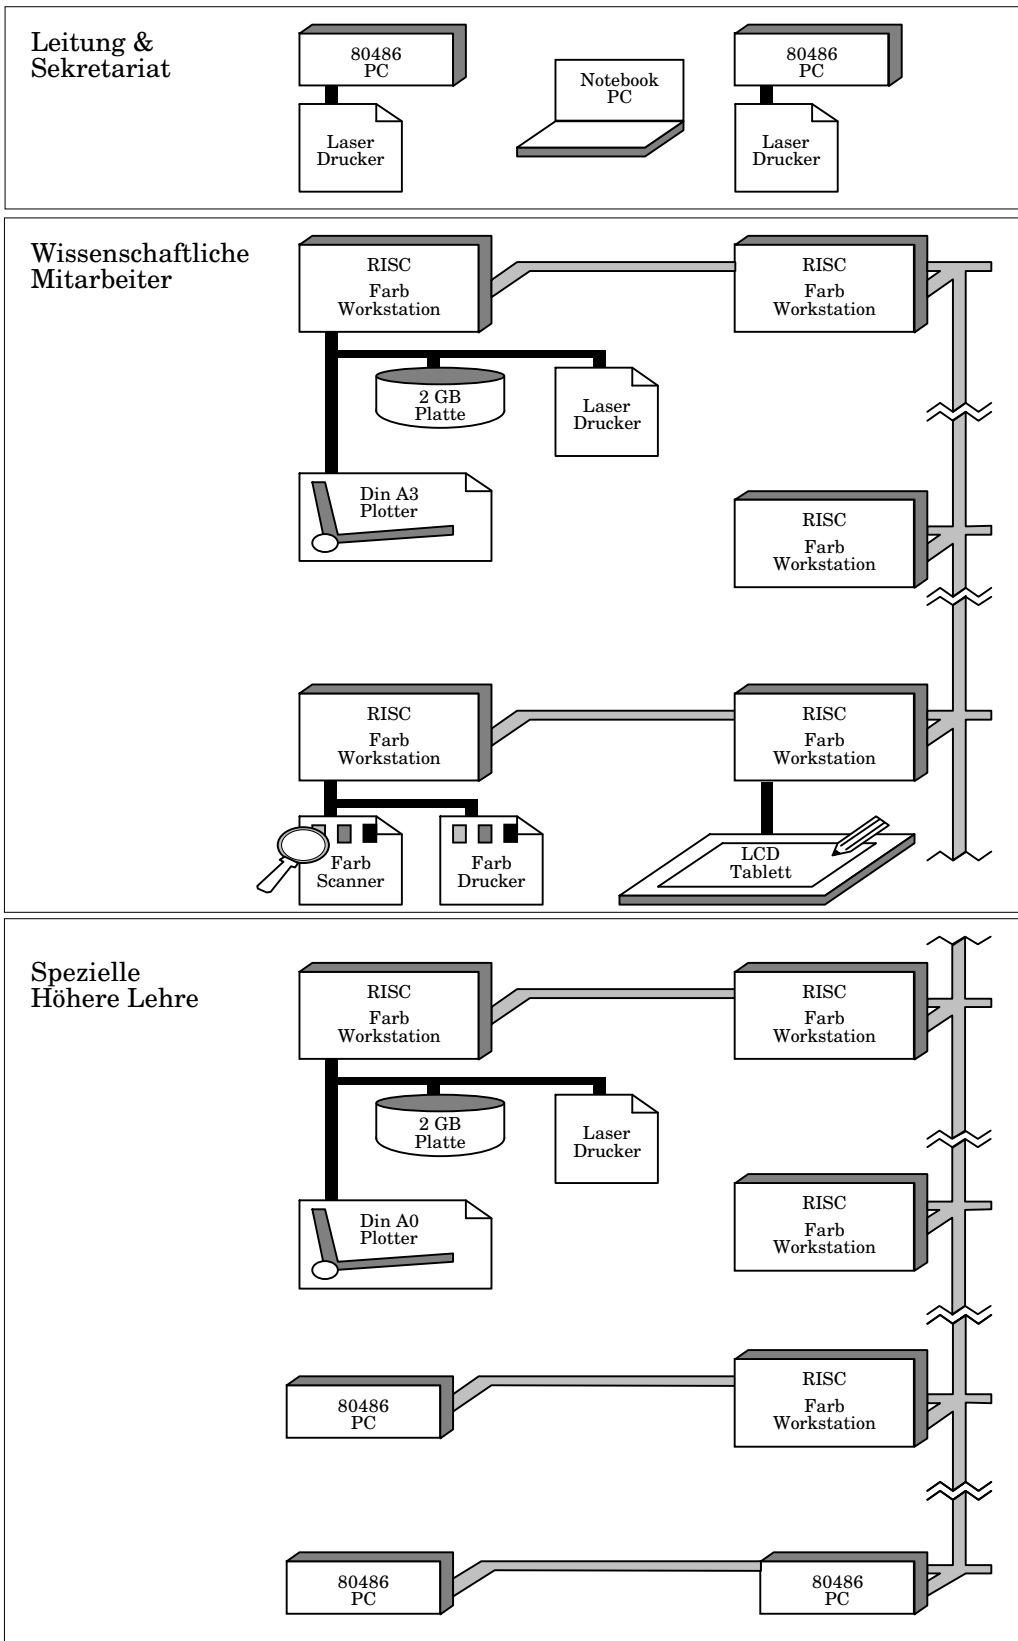 Leitung &
Sekretariat
80486
PC
Laser
Drucker
Notebook
PC
80486
PC
Laser
Drucker
Wissenschaftliche
Mitarbeiter
RISC
Farb
Workstation
RISC
Farb
Workstation
2 GB
Platte
Laser
Drucker
Din A3
Plotter
RISC
Farb
Workstation
RISC
Farb
Workstation
RISC
Farb
Workstation
Farb
Scanner
Farb
Drucker
LCD
Tablett
Spezielle
Höhere Lehre
RISC
Farb
Workstation
RISC
Farb
Workstation
2 GB
Platte
Laser
Drucker
Din A0
Plotter
RISC
Farb
Workstation
80486
PC
RISC
Farb
Workstation
80486
PC
80486
PC